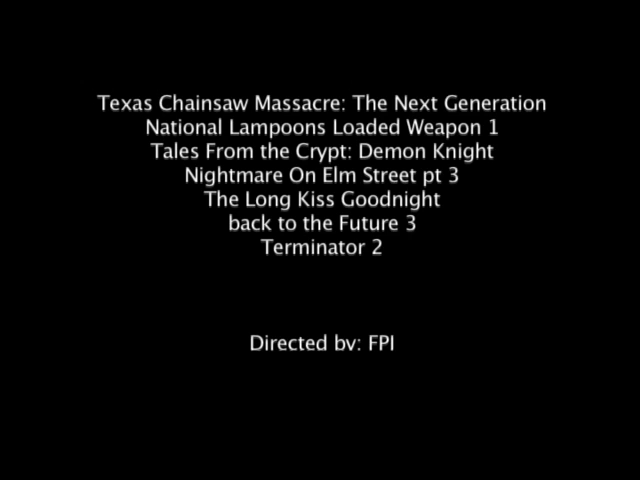 Texas Chainsaw Massacre: The Next Generation
National Lampoons Loaded Weapon 1
Tales From the Crypt: Demon Knight
Nightmare On Elm Street pt 3
The Long Kiss Goodnight
back to the Future 3
Terminator 2
Directed by: FPI